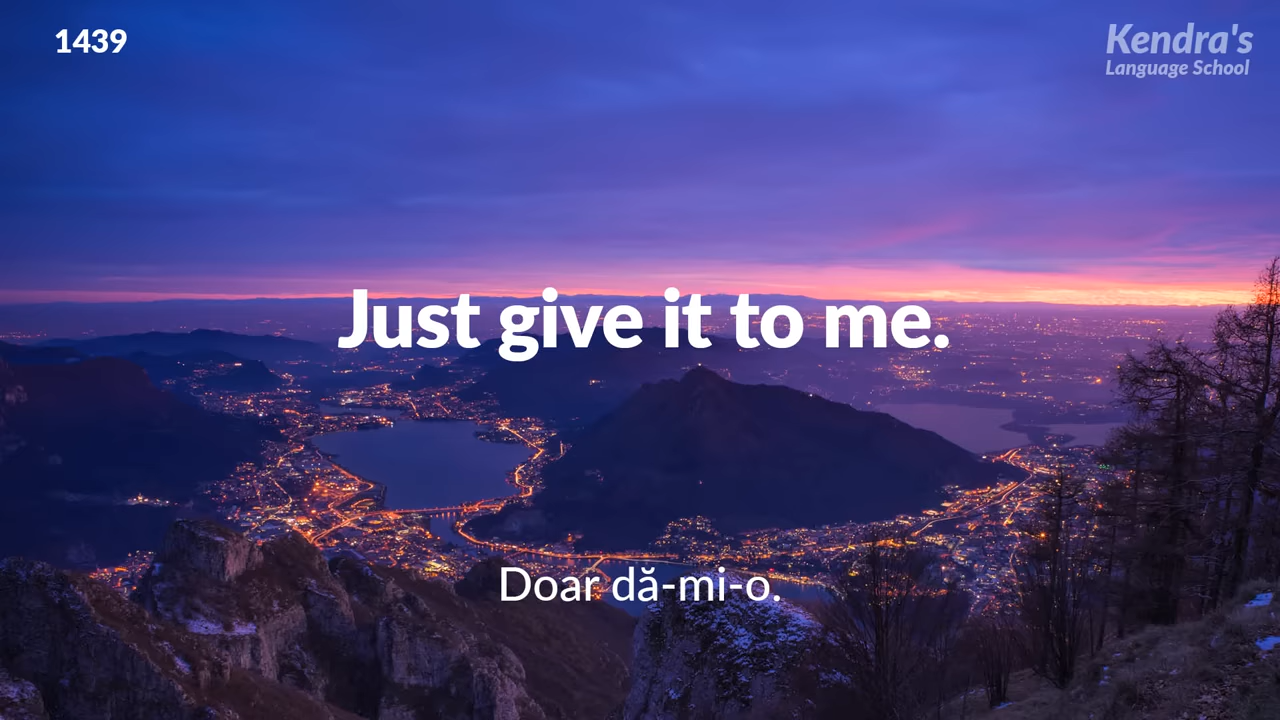 1439
Kendra's
Language School
Just give it to me.
Doar dă-mi-o.